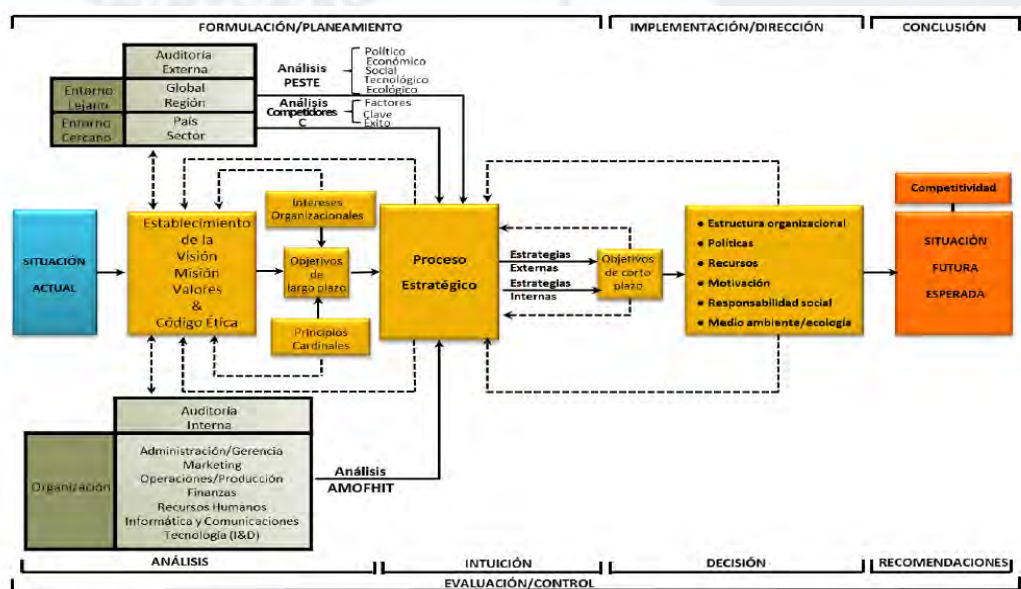 FORMULACIÓN/PLANEAMIENTO
IMPLEMENTACIÓN/DIRECCIÓN
CONCLUSIÓN
Auditoría
Externa
Entorno
Lejano
Global
Región
Entorno
Cercano
País
Sector
Análisis
PESTE
Político
Económico
Social
Tecnológico
Ecológico
Análisis
Competidores
C
Factores
Clave
Éxito
SITUACIÓN
ACTUAL
Establecimiento
de la
Visión
Misión
Valores
&
Código Ética
Intereses
Organizacionales
Objetivos de
largo plazo
Principios
Cardinales
Proceso
Estratégico
Estrategias
Externas
Estrategias
Internas
Objetivos de corto
plazo
• Estructura organizacional
• Políticas
• Recursos
• Motivación
• Responsabilidad social
• Medio ambiente/ecología
Competitividad
SITUACIÓN
FUTURA
ESPERADA
Auditoría
Interna
Organización
Administración/Gerencia
Marketing
Operaciones/Producción
Finanzas
Recursos Humanos
Informática y Comunicaciones
Tecnología (I&D)
Análisis
AMOFHIT
ANÁLISIS
INTUICIÓN
DECISIÓN
RECOMENDACIONES
EVALUACIÓN/CONTROL